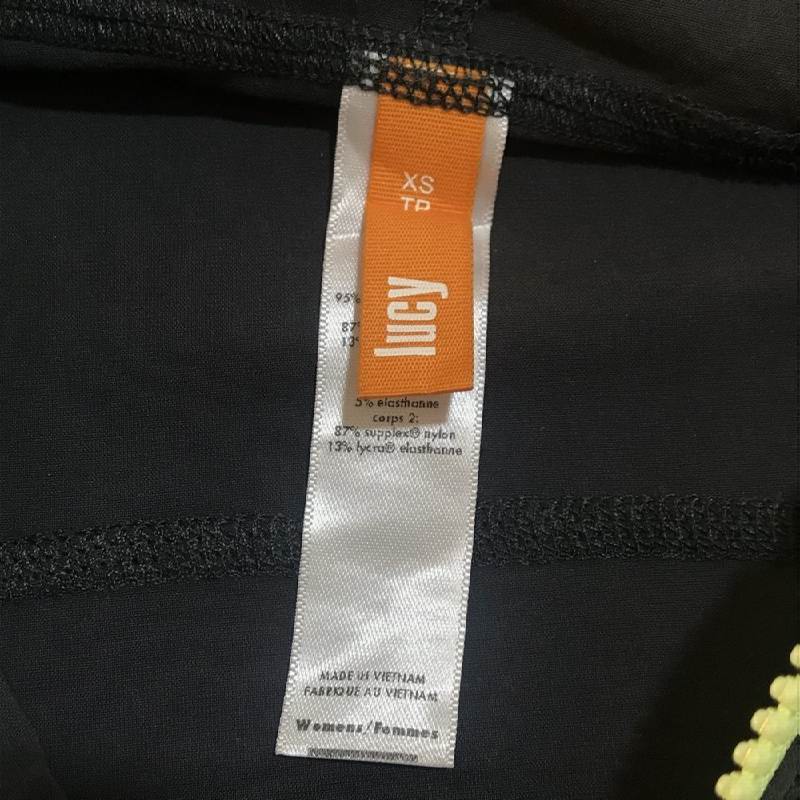 XS
TP
lucy
95%
87
13
5% elasthanne
corps 2:
87% supplex® nylon
13% lycra® elasthanne
MADE IN VIETNAM
FABRIQUE AU VIETNAM
Womens/Femmes